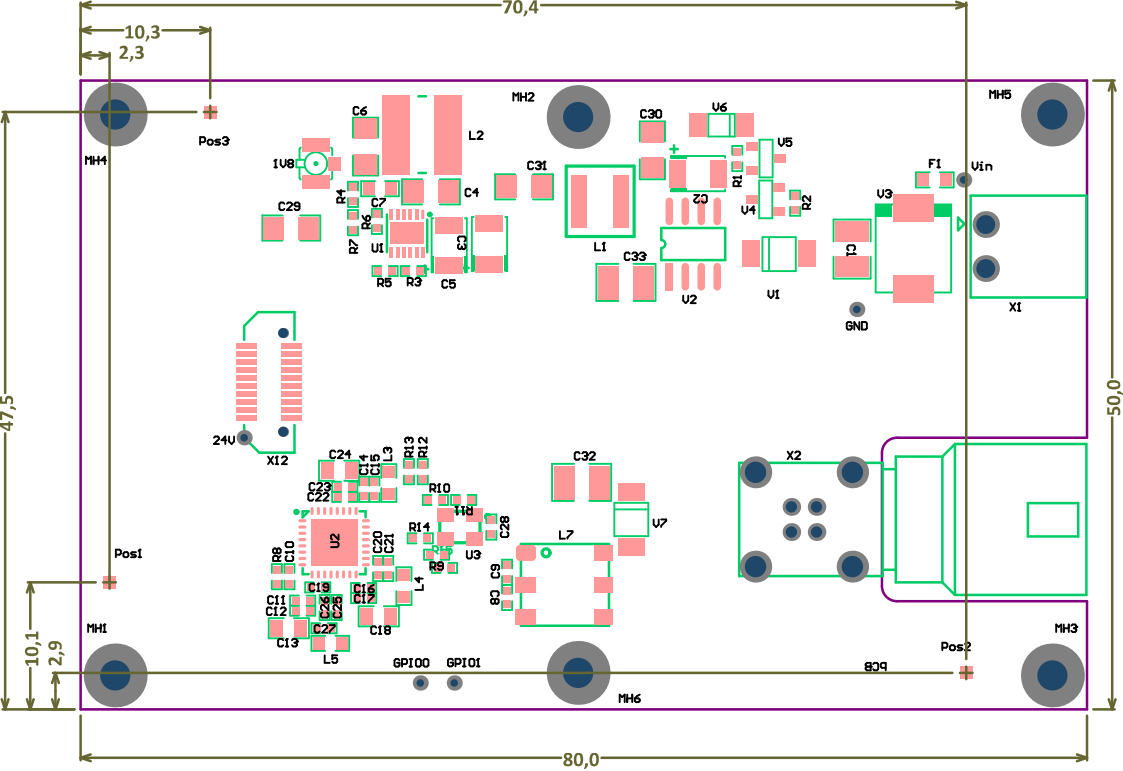 70,4
10,3
2,3
C6
MH2
C30
V6
MH5
Pos3
L2
V5
MH4
1V8
C31
R1
F1
Vin
R4
C7
C4
C2
V4
R2
V3
C29
R6
R7
U1
C3
L1
C1
R5
R3
C5
C33
V2
V1
X1
GND
47,5
50,0
24V
X12
C24
C14
C15
L3
R13
R12
C32
X2
C23
C22
R10
R11
V7
R14
U3
C28
L7
U2
Pos1
R8
C10
C20
C21
R15
R9
C9
C8
C19
C16
C17
L4
C11
C12
C26
C25
C13
C27
C18
L5
MH1
MH3
10,1
2,9
GPIO0
GPIO1
Pos2
PCB
MH6
80,0